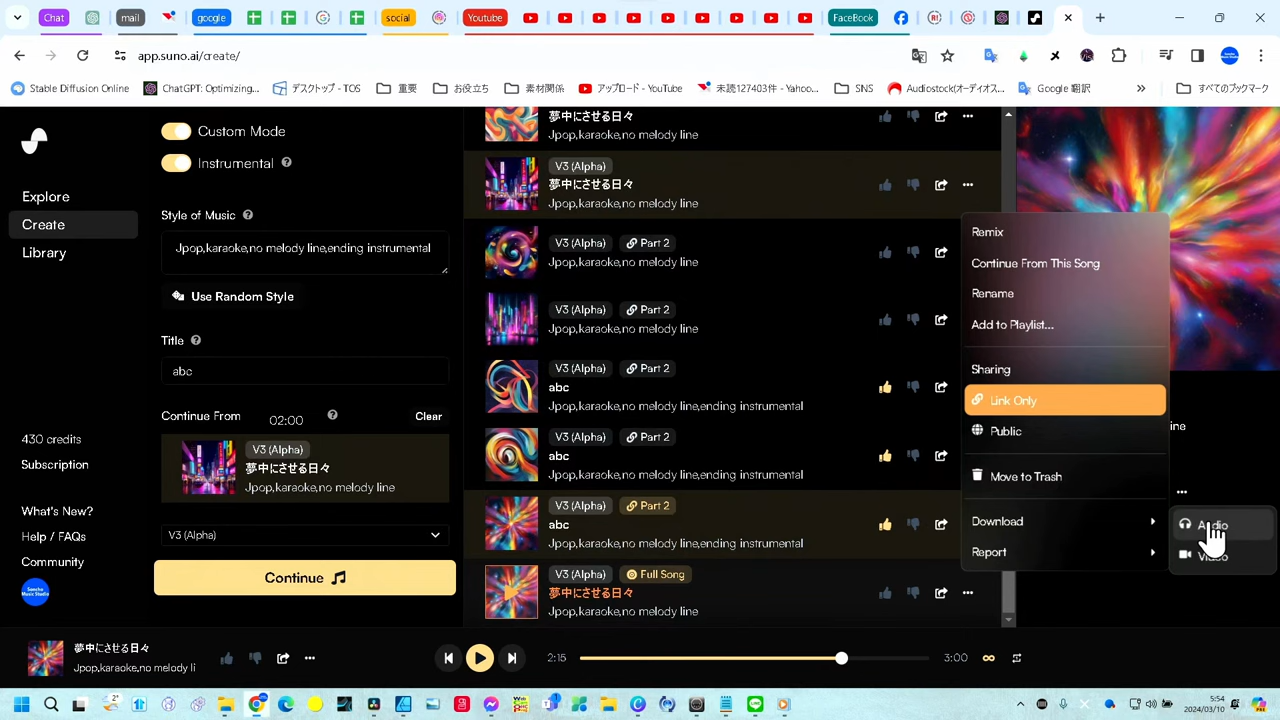 Chat
mail
google
social
Youtube
FaceBook
app.suno.ai/create/
Stable Diffusion Online
ChatGPT: Optimizing...
デスクトップ - TOS
重要
お役立ち
素材関係
アップロード - YouTube
未読127403件 - Yahoo...
SNS
Audiostock(オーディオス...
Google 翻訳
»
すべてのブックマーク
Explore
Create
Library
430 credits
Subscription
What's New?
Help / FAQs
Community
Custom Mode
Instrumental
Style of Music
Jpop,karaoke,no melody line,ending instrumental
Use Random Style
Title
abc
Continue From
02:00
Clear
V3 (Alpha)
夢中にさせる日々
Jpop,karaoke,no melody line
V3 (Alpha)
Continue
夢中にさせる日々
Jpop,karaoke,no melody line
V3 (Alpha)
夢中にさせる日々
Jpop,karaoke,no melody line
V3 (Alpha) Part 2
Jpop,karaoke,no melody line
V3 (Alpha) Part 2
Jpop,karaoke,no melody line
V3 (Alpha) Part 2
abc
Jpop,karaoke,no melody line,ending instrumental
V3 (Alpha) Part 2
abc
Jpop,karaoke,no melody line,ending instrumental
V3 (Alpha) Part 2
abc
Jpop,karaoke,no melody line,ending instrumental
V3 (Alpha) Full Song
夢中にさせる日々
Jpop,karaoke,no melody line
Remix
Continue From This Song
Rename
Add to Playlist...
Sharing
Link Only
Public
Move to Trash
Download
Report
Audio
Video
ine
夢中にさせる日々
Jpop,karaoke,no melody li
2:15
3:00
2°
2024/03/10